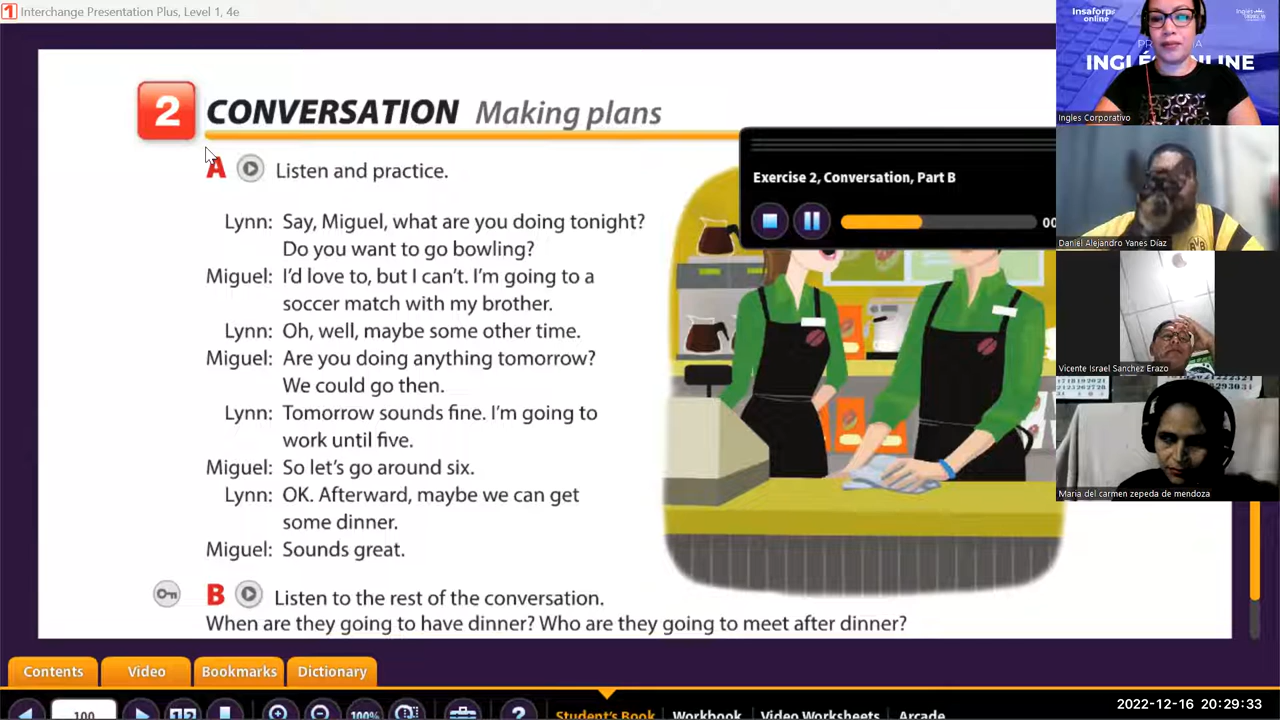 Interchange Presentation Plus, Level 1, 4e
2 CONVERSATION Making plans
A Listen and practice.
Lynn: Say, Miguel, what are you doing tonight?
Do you want to go bowling?
Miguel: I'd love to, but I can't. I'm going to a
soccer match with my brother.
Lynn: Oh, well, maybe some other time.
Miguel: Are you doing anything tomorrow?
We could go then.
Lynn: Tomorrow sounds fine. I'm going to
work until five.
Miguel: So let's go around six.
Lynn: OK. Afterward, maybe we can get
some dinner.
Miguel: Sounds great.
B Listen to the rest of the conversation.
When are they going to have dinner? Who are they going to meet after dinner?
Exercise 2, Conversation, Part B
00
Insaforp
online
INGLÉS ONLINE
Ingles Corporativo
Daniel Alejandro Yanes Díaz
Vicente Israel Sanchez Erazo
Maria del carmen zepeda de mendoza
Contents Video Bookmarks Dictionary
100
100%
?
Student's Book Workbook Video Worksheets Arcade
2022-12-16 20:29:33